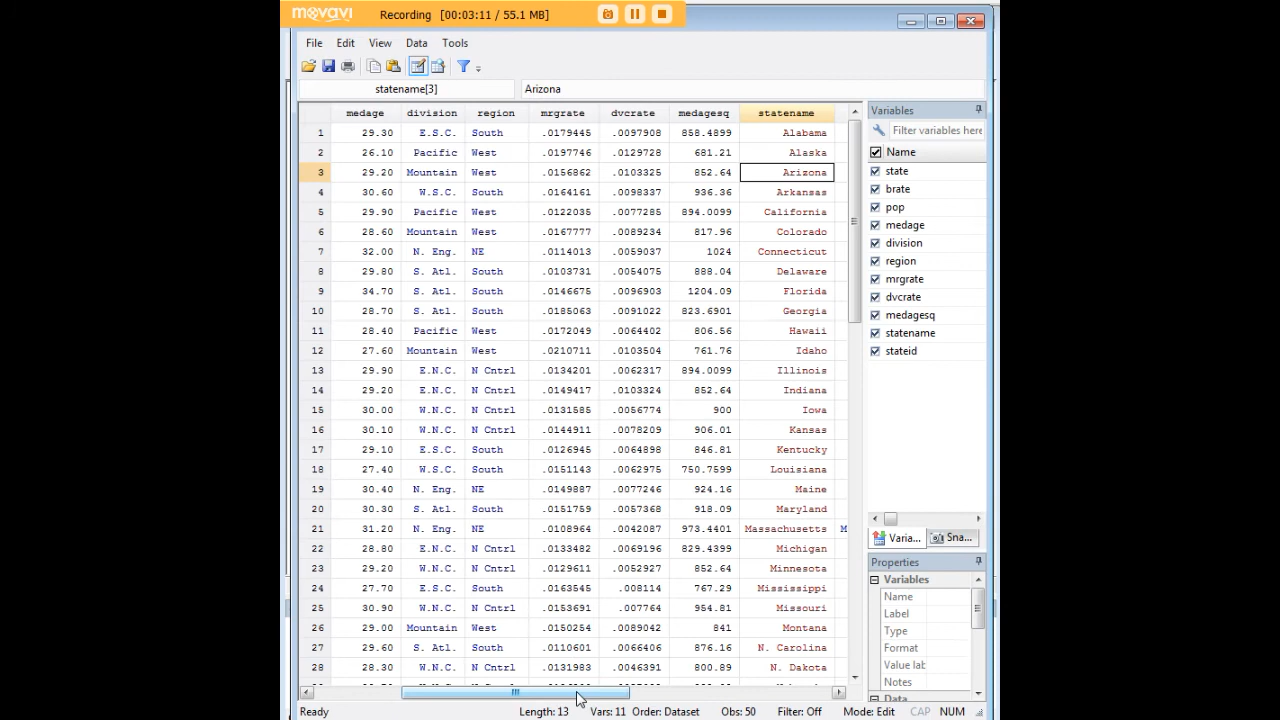 movavi Recording [00:03:11 / 55.1 MB]
File Edit View Data Tools
statename[3] Arizona
medage division region mrgrate dvcrate medagesq statename
1 29.30 E.S.C. South .0179445 .0097908 858.4899 Alabama
2 26.10 Pacific West .0197746 .0129728 681.21 Alaska
3 29.20 Mountain West .0156862 .0103325 852.64 Arizona
4 30.60 W.S.C. South .0164161 .0098337 936.36 Arkansas
5 29.90 Pacific West .0122035 .0077285 894.0099 California
6 28.60 Mountain West .0167777 .0089234 817.96 Colorado
7 32.00 N. Eng. NE .0114013 .0059037 1024 Connecticut
8 29.80 S. Atl. South .0103731 .0054075 888.04 Delaware
9 34.70 S. Atl. South .0146675 .0096903 1204.09 Florida
10 28.70 S. Atl. South .0185063 .0091022 823.6901 Georgia
11 28.40 Pacific West .0172049 .0064402 806.56 Hawaii
12 27.60 Mountain West .0210711 .0103504 761.76 Idaho
13 29.90 E.N.C. N Cntrl .0134201 .0062317 894.0099 Illinois
14 29.20 E.N.C. N Cntrl .0149417 .0103324 852.64 Indiana
15 30.00 W.N.C. N Cntrl .0131585 .0056774 900 Iowa
16 30.10 W.N.C. N Cntrl .0144911 .0078209 906.01 Kansas
17 29.10 E.S.C. South .0126945 .0064898 846.81 Kentucky
18 27.40 W.S.C. South .0151143 .0062975 750.7599 Louisiana
19 30.40 N. Eng. NE .0149887 .0077246 924.16 Maine
20 30.30 S. Atl. South .0151759 .0057368 918.09 Maryland
21 31.20 N. Eng. NE .0108964 .0042087 973.4401 Massachusetts M
22 28.80 E.N.C. N Cntrl .0133482 .0069196 829.4399 Michigan
23 29.20 W.N.C. N Cntrl .0129611 .0052927 852.64 Minnesota
24 27.70 E.S.C. South .0163545 .008114 767.29 Mississippi
25 30.90 W.N.C. N Cntrl .0153691 .007764 954.81 Missouri
26 29.00 Mountain West .0150254 .0089042 841 Montana
27 29.60 S. Atl. South .0110601 .0066406 876.16 N. Carolina
28 28.30 W.N.C. N Cntrl .0131983 .0046391 800.89 N. Dakota
Variables
Filter variables here
Name
state
brate
pop
medage
division
region
mrgrate
dvcrate
medagesq
statename
stateid
Varia... Sna...
Properties
Variables
Name
Label
Type
Format
Value lab
Notes
Data
Ready Length: 13 Vars: 11 Order: Dataset Obs: 50 Filter: Off Mode: Edit CAP NUM